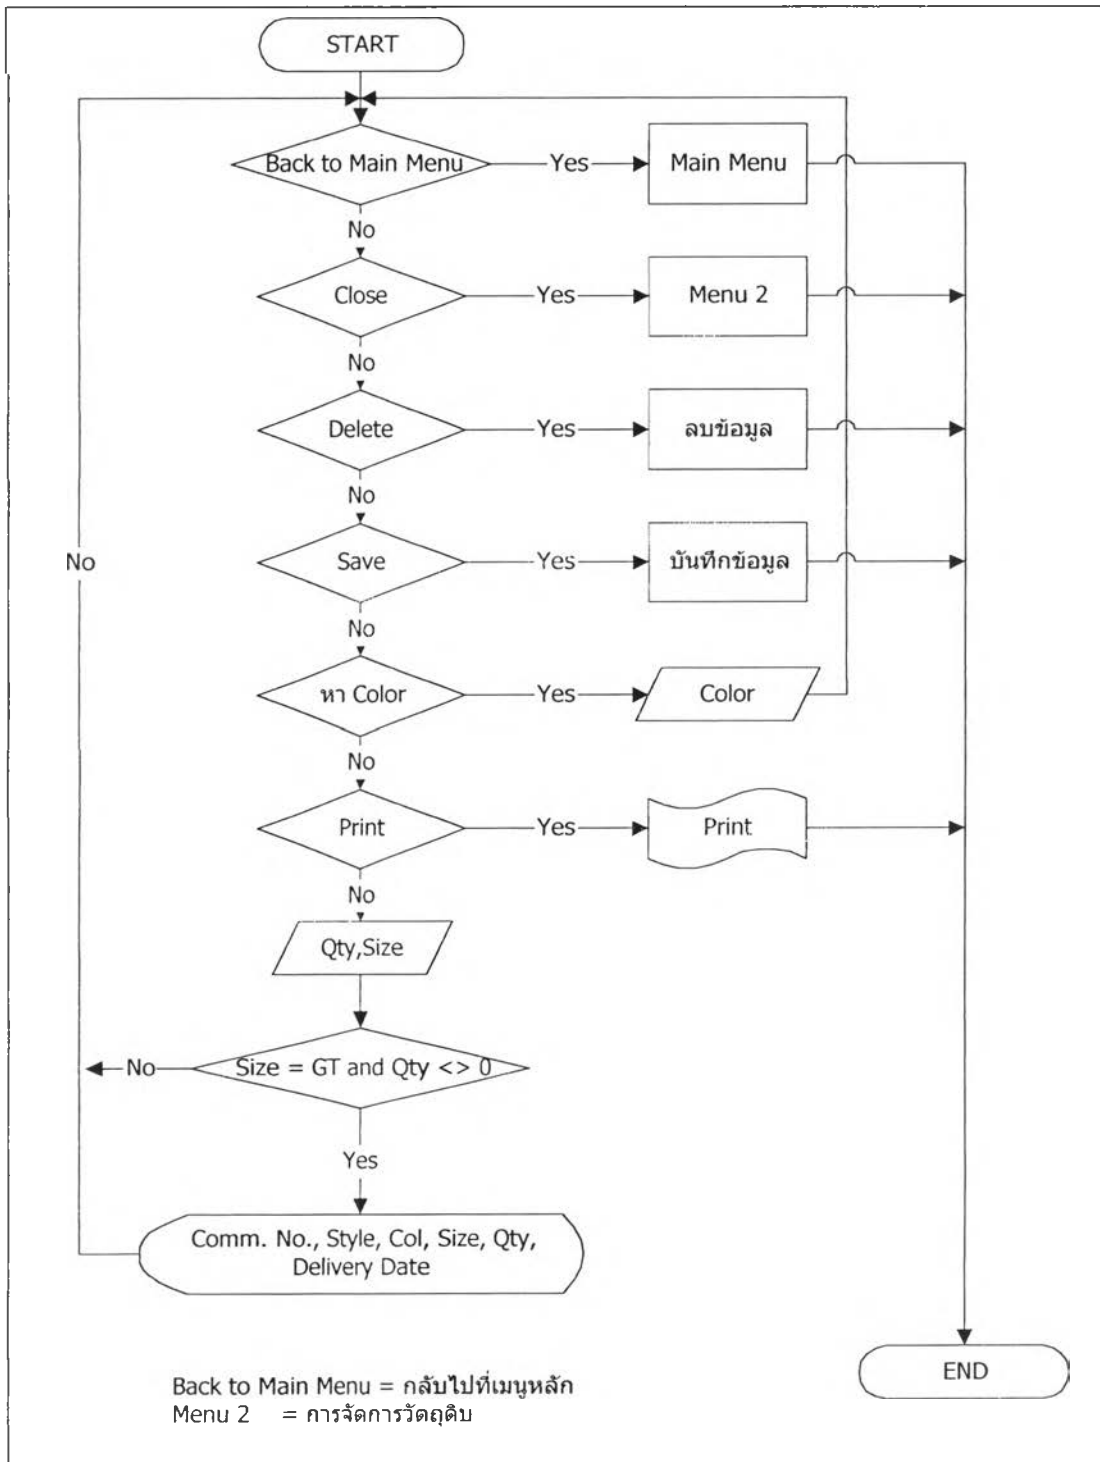 START
Back to Main Menu
Yes
Main Menu
No
Close
Yes
Menu 2
No
Delete
Yes
ลบข้อมูล
No
Save
Yes
บันทึกข้อมูล
No
No
หา Color
Yes
Color
No
Print
Yes
Print
No
Qty,Size
Size = GT and Qty <> 0
No
Yes
Comm. No., Style, Col, Size, Qty,
Delivery Date
END
Back to Main Menu = กลับไปที่เมนูหลัก
Menu 2 = การจัดการวัตถุดิบ